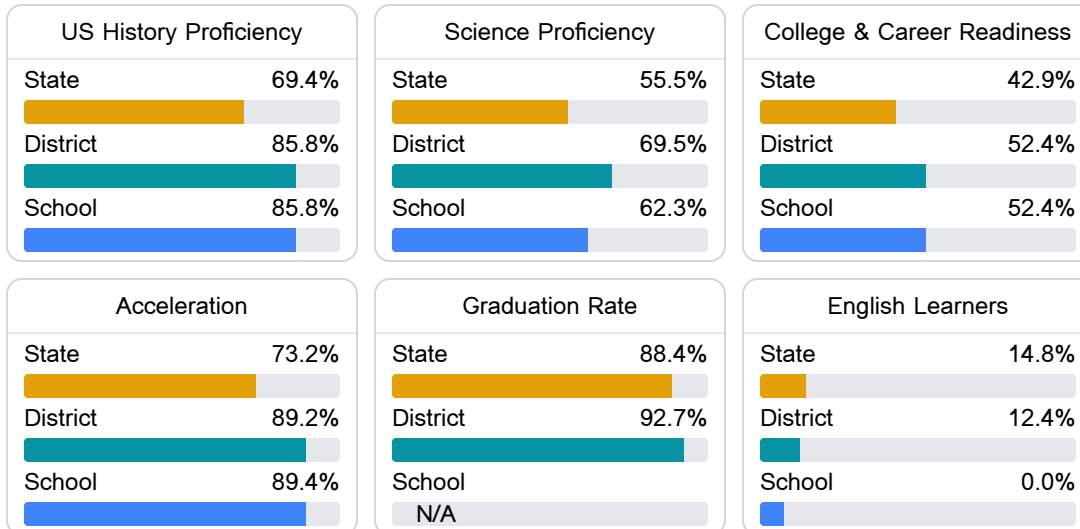 US History Proficiency
State 69.4%
District 85.8%
School 85.8%
Science Proficiency
State 55.5%
District 69.5%
School 62.3%
College & Career Readiness
State 42.9%
District 52.4%
School 52.4%
Acceleration
State 73.2%
District 89.2%
School 89.4%
Graduation Rate
State 88.4%
District 92.7%
School
N/A
English Learners
State 14.8%
District 12.4%
School 0.0%